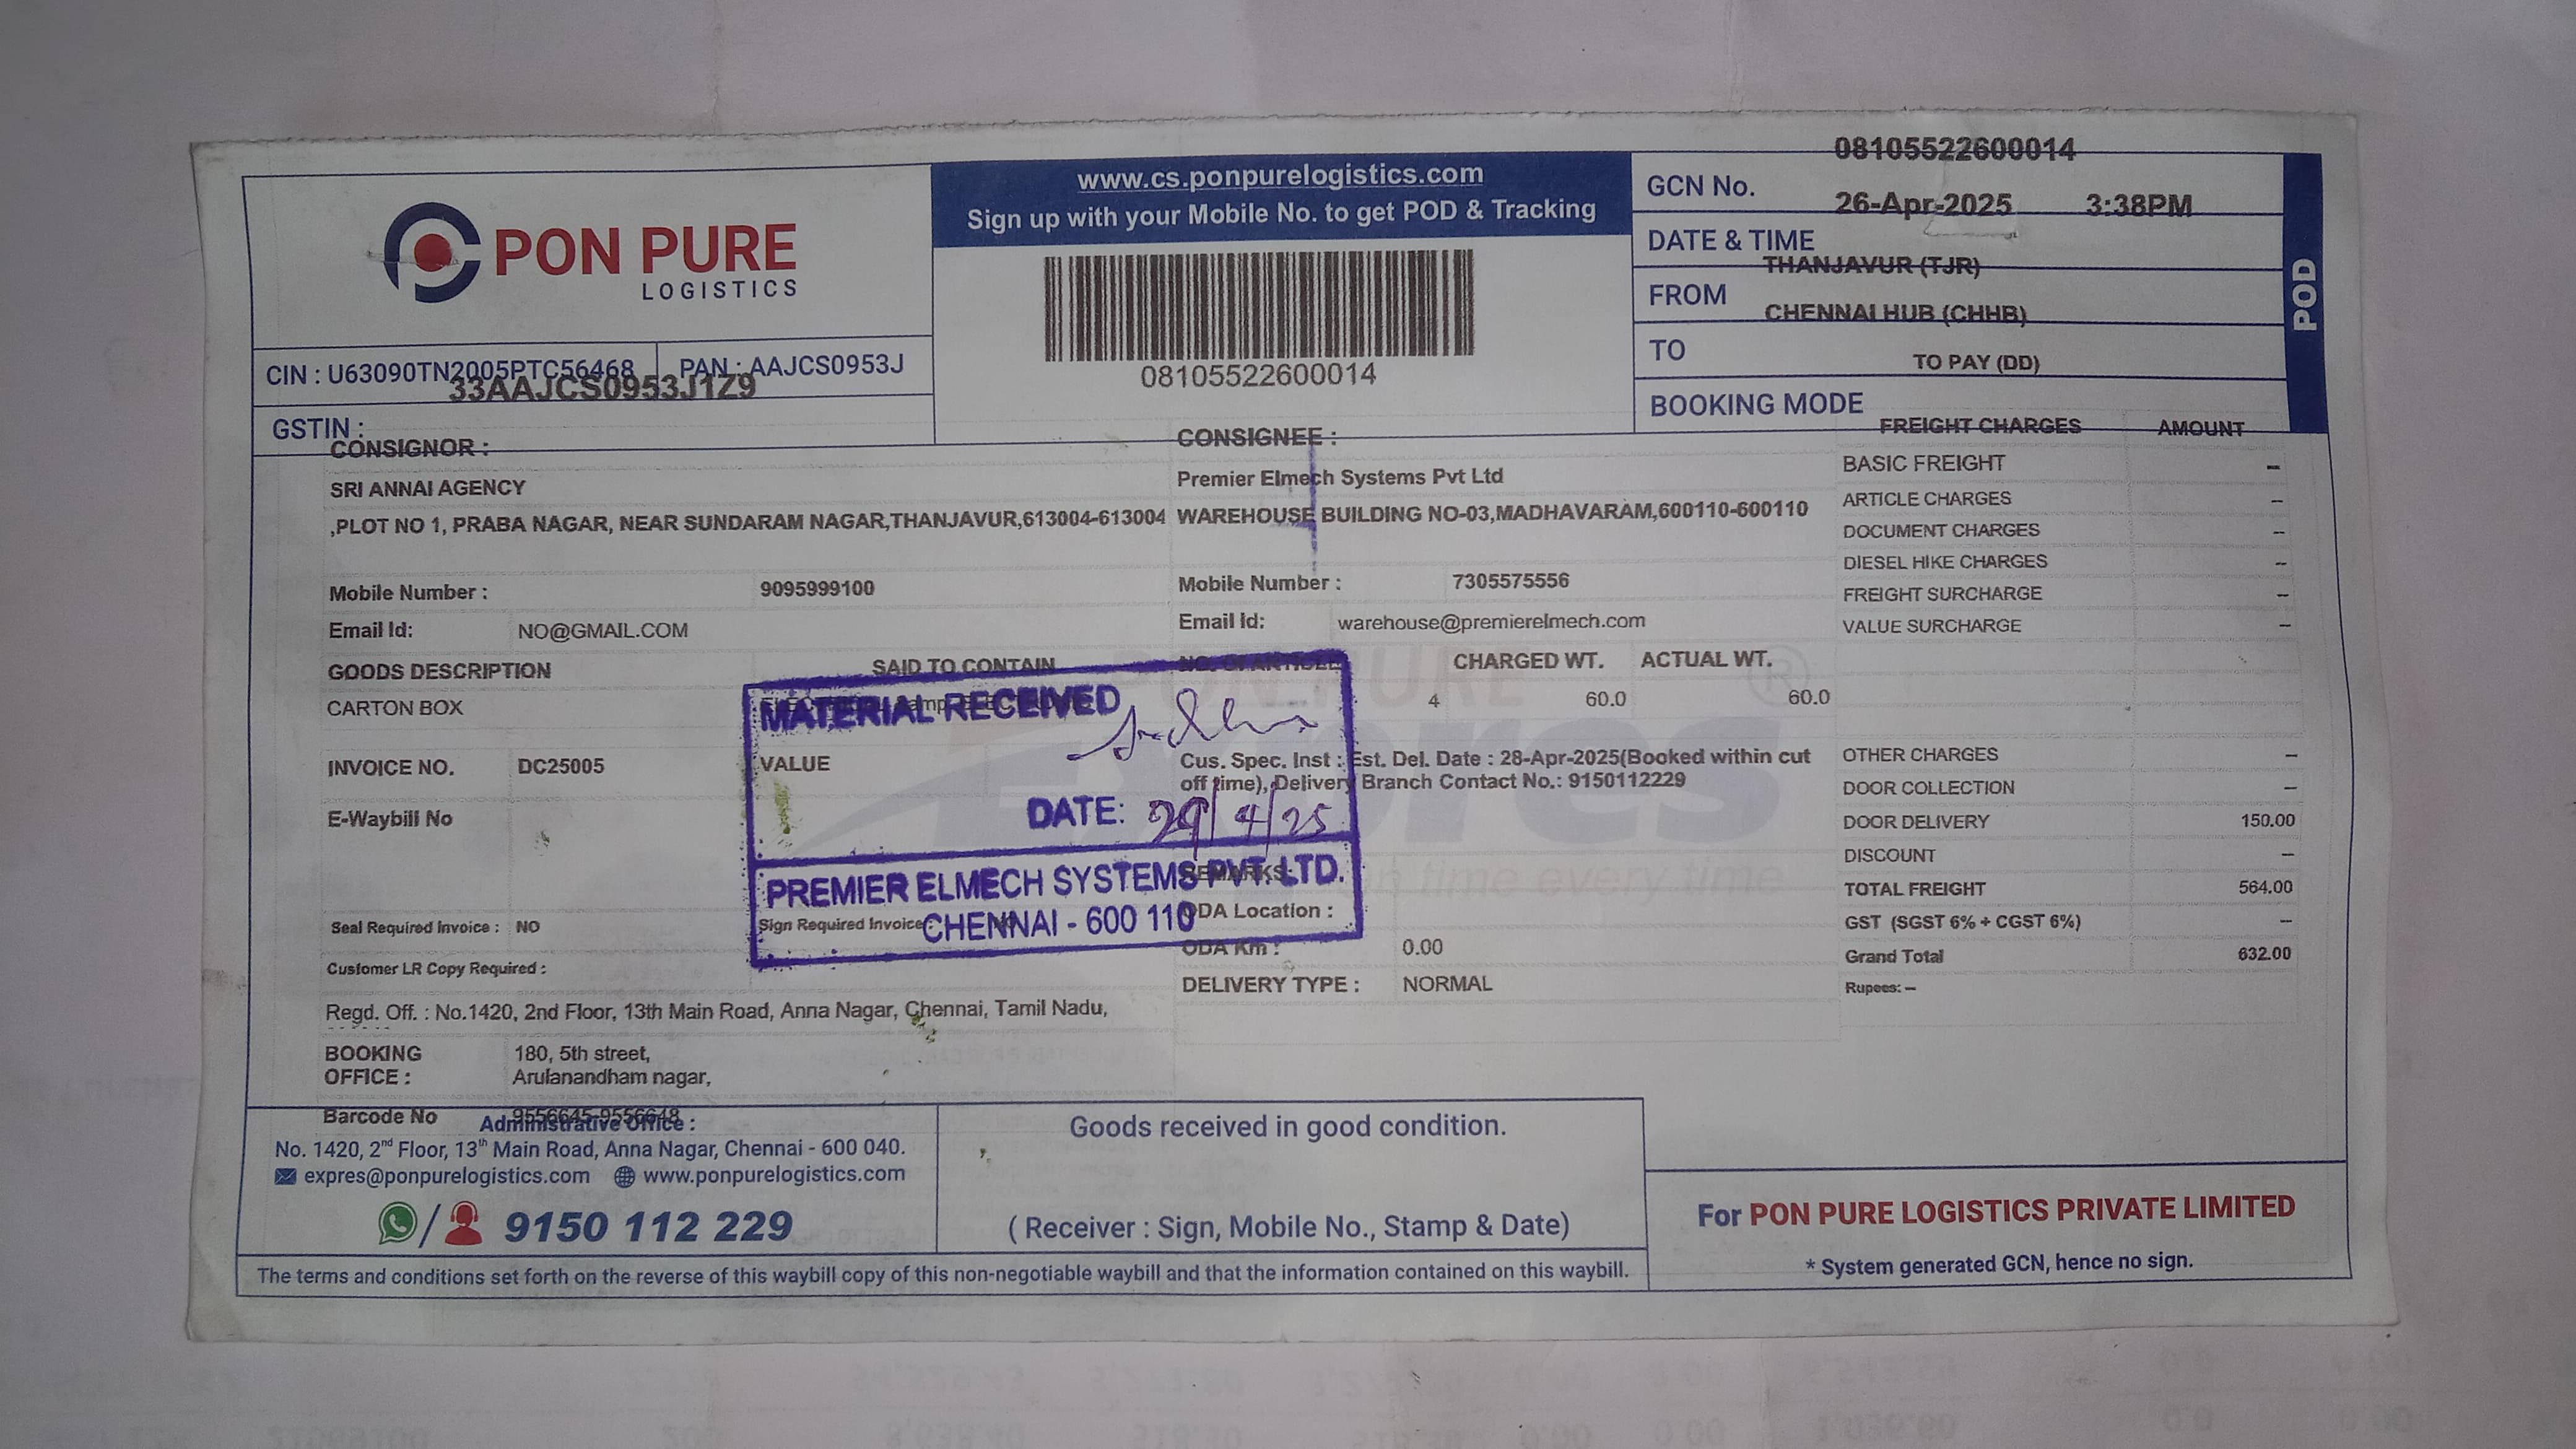 PON PURE
LOGISTICS
www.cs.ponpurelogistics.com
Sign up with your Mobile No. to get POD & Tracking
08105522600014
08105522600014
GCN No.
26-Apr-2025 3:38PM
DATE & TIME
THANJAVUR (TJR)
FROM
CHENNAI HUB (CHHB)
TO
TO PAY (DD)
BOOKING MODE
POD
CIN : U63090TN2005PTC56468 PAN : AAJCS0953J
33AAJCS0953J1Z9
GSTIN :
CONSIGNOR :
SRI ANNAI AGENCY
,PLOT NO 1, PRABA NAGAR, NEAR SUNDARAM NAGAR,THANJAVUR,613004-613004
Mobile Number : 9095999100
Email Id: NO@GMAIL.COM
CONSIGNEE :
Premier Elmech Systems Pvt Ltd
WAREHOUSE BUILDING NO-03,MADHAVARAM,600110-600110
Mobile Number : 7305575556
Email Id: warehouse@premierelmech.com
FREIGHT CHARGES AMOUNT
BASIC FREIGHT --
ARTICLE CHARGES --
DOCUMENT CHARGES --
DIESEL HIKE CHARGES --
FREIGHT SURCHARGE --
VALUE SURCHARGE --
OTHER CHARGES --
DOOR COLLECTION --
DOOR DELIVERY 150.00
DISCOUNT --
TOTAL FREIGHT 564.00
GST (SGST 6% + CGST 6%) --
Grand Total 632.00
Rupees: --
GOODS DESCRIPTION SAID TO CONTAIN NO. OF ARTICLE CHARGED WT. ACTUAL WT.
CARTON BOX 4 60.0 60.0
MATERIAL RECEIVED
INVOICE NO. DC25005 VALUE
Cus. Spec. Inst : Est. Del. Date : 28-Apr-2025(Booked within cut
off time), Delivery Branch Contact No.: 9150112229
DATE: 29/4/25
E-Waybill No
REMARKS:
PREMIER ELMECH SYSTEMS PVT. LTD.
CHENNAI - 600 110
Seal Required Invoice : NO Sign Required Invoice:
ODA Location :
ODA Km : 0.00
Customer LR Copy Required :
DELIVERY TYPE : NORMAL
Regd. Off. : No.1420, 2nd Floor, 13th Main Road, Anna Nagar, Chennai, Tamil Nadu,
BOOKING OFFICE : 180, 5th street,
Arulanandham nagar,
Barcode No 9556645-9556648
Administrative Office :
No. 1420, 2nd Floor, 13th Main Road, Anna Nagar, Chennai - 600 040.
expres@ponpurelogistics.com www.ponpurelogistics.com
/ 9150 112 229
Goods received in good condition.
( Receiver : Sign, Mobile No., Stamp & Date)
For PON PURE LOGISTICS PRIVATE LIMITED
* System generated GCN, hence no sign.
The terms and conditions set forth on the reverse of this waybill copy of this non-negotiable waybill and that the information contained on this waybill.